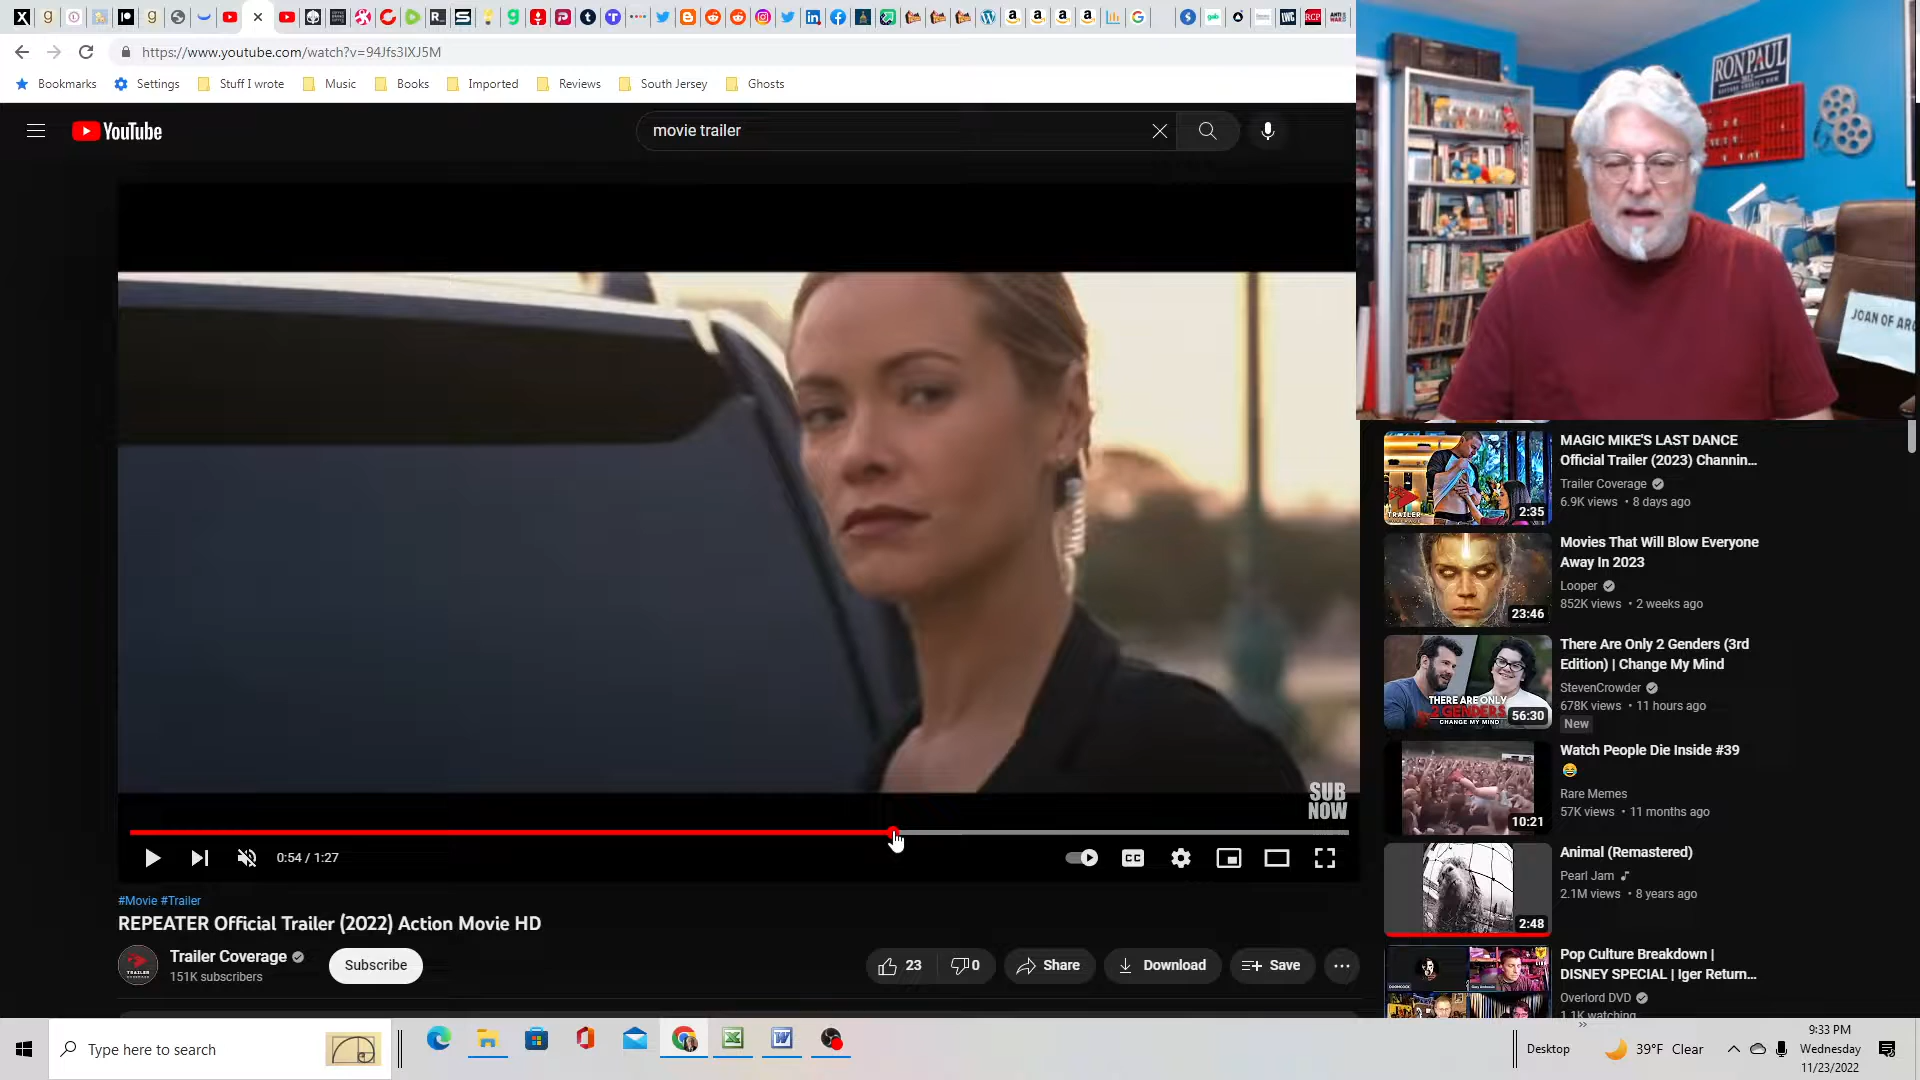 https://www.youtube.com/watch?v=94Jfs3lXJ5M
Bookmarks
Settings
Stuff I wrote
Music
Books
Imported
Reviews
South Jersey
Ghosts
YouTube
movie trailer
RON PAUL
JOAN OF ARC
SUB
NOW
0:54 / 1:27
CC
#Movie #Trailer
REPEATER Official Trailer (2022) Action Movie HD
Trailer Coverage
151K subscribers
Subscribe
23
0
Share
Download
Save
MAGIC MIKE'S LAST DANCE
Official Trailer (2023) Channin...
Trailer Coverage
6.9K views • 8 days ago
TRAILER
2:35
Movies That Will Blow Everyone
Away In 2023
Looper
852K views • 2 weeks ago
23:46
There Are Only 2 Genders (3rd
Edition) | Change My Mind
StevenCrowder
678K views • 11 hours ago
New
THERE ARE ONLY
2 GENDERS
CHANGE MY MIND
56:30
Watch People Die Inside #39
😂
Rare Memes
57K views • 11 months ago
10:21
Animal (Remastered)
Pearl Jam
2.1M views • 8 years ago
2:48
Pop Culture Breakdown |
DISNEY SPECIAL | Iger Return...
Overlord DVD
1.1K watching
Type here to search
Desktop
39°F Clear
9:33 PM
Wednesday
11/23/2022